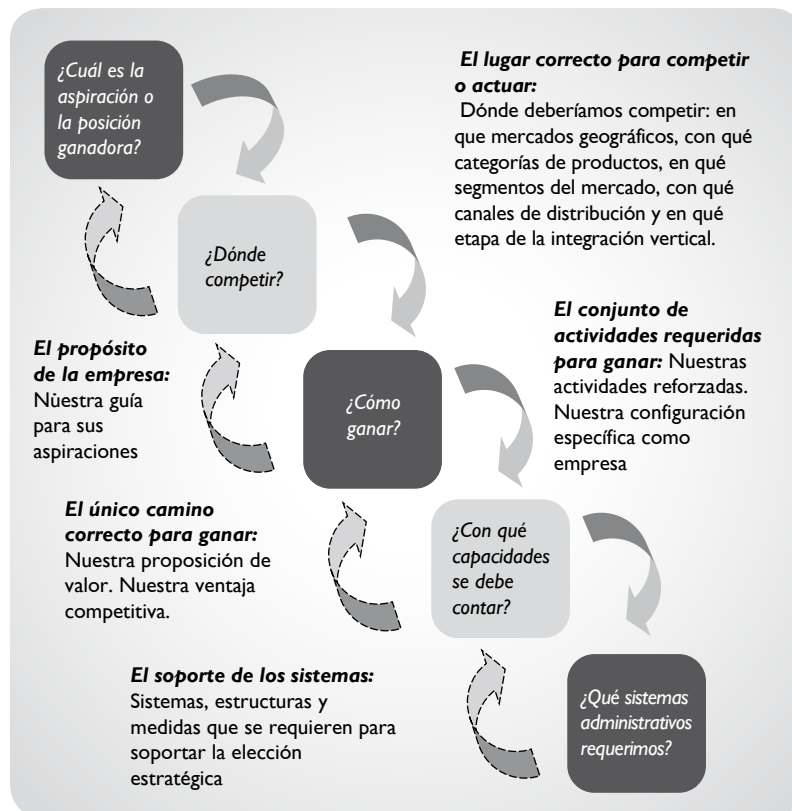 ¿Cuál es la
aspiración o
la posición
ganadora?
El lugar correcto para competir
o actuar:
Dónde deberíamos competir: en
que mercados geográficos, con qué
categorías de productos, en qué
segmentos del mercado, con qué
canales de distribución y en qué
etapa de la integración vertical.
¿Dónde
competir?
El propósito
de la empresa:
Nuestra guía
para sus
aspiraciones
¿Cómo
ganar?
El conjunto de
actividades requeridas
para ganar: Nuestras
actividades reforzadas.
Nuestra configuración
específica como
empresa
El único camino
correcto para ganar:
Nuestra proposición de
valor. Nuestra ventaja
competitiva.
¿Con qué
capacidades
se debe
contar?
El soporte de los sistemas:
Sistemas, estructuras y
medidas que se requieren para
soportar la elección
estratégica
¿Qué sistemas
administrativos
requerimos?